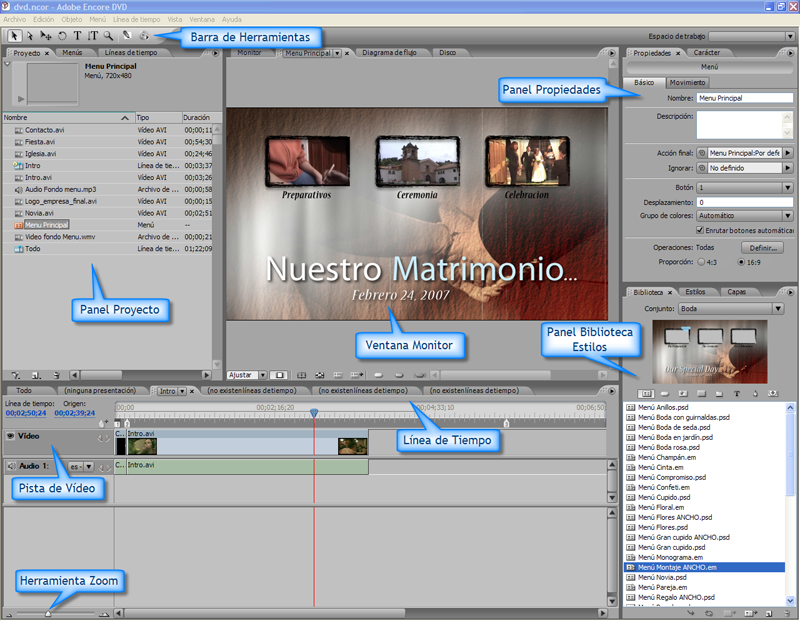 dvd.ncor - Adobe Encore DVD
Archivo Edición Objeto Menú Línea de tiempo Vista Ventana Ayuda
Barra de Herramientas
Espacio de trabajo
Proyecto
Menús
Líneas de tiempo
Menu Principal
Menú, 720x480
Nombre
Tipo
Duración
Contacto.avi Vídeo AVI 00;00;11
Fiesta.avi Vídeo AVI 00;54;30
Iglesia.avi Vídeo AVI 00;24;46
Intro Línea de tie... 00;03;37
Intro.avi Vídeo AVI 00;03;26
Audio Fondo menu.mp3 Archivo de ... 00;00;58
Logo_empresa_final.avi Vídeo AVI 00;00;15
Novia.avi Vídeo AVI 00;02;51
Menu Principal Menú --
Video fondo Menu.wmv Archivo de ... 00;00;21
Todo Línea de tie... 01;22;09
Panel Proyecto
Monitor
Menu Principal
Diagrama de flujo
Disco
Preparativos
Ceremonia
Celebracion
Nuestro Matrimonio...
Febrero 24, 2007
Ventana Monitor
Ajustar
Propiedades
Carácter
Menú
Básico
Movimiento
Panel Propiedades
Nombre: Menu Principal
Descripción:
Acción final: Menu Principal:Por defe
Ignorar: No definido
Botón 1
Desplazamiento: 0
Grupo de colores: Automático
Enrutar botones automática
Operaciones: Todas Definir...
Proporción: 4:3 16:9
Biblioteca
Estilos
Capas
Conjunto: Boda
Panel Biblioteca
Estilos
Our Special Day
Menú Anillos.psd
Menú Boda con guirnaldas.psd
Menú Boda de seda.psd
Menú Boda en jardín.psd
Menú Boda rosa.psd
Menú Champán.em
Menú Cinta.em
Menú Compromiso.psd
Menú Confeti.em
Menú Cupido.psd
Menú Floral.em
Menú Flores ANCHO.psd
Menú Flores.psd
Menú Gran cupido ANCHO.psd
Menú Gran cupido.psd
Menú Monograma.em
Menú Montaje ANCHO.em
Menú Novia.psd
Menú Pareja.em
Menú Regalo ANCHO.psd
Todo
(ninguna presentación)
Intro
(no existen líneas de tiempo)
(no existen líneas de tiempo)
(no existen líneas de tiempo)
Línea de tiempo: Origen:
00;02;50;24 00;02;39;24
00;00
00;02;16;20
00;04;33;10
00;06;50
Línea de Tiempo
Vídeo
C...
Intro.avi
Audio 1:
es -
C...
Intro.avi
Pista de Vídeo
Herramienta Zoom